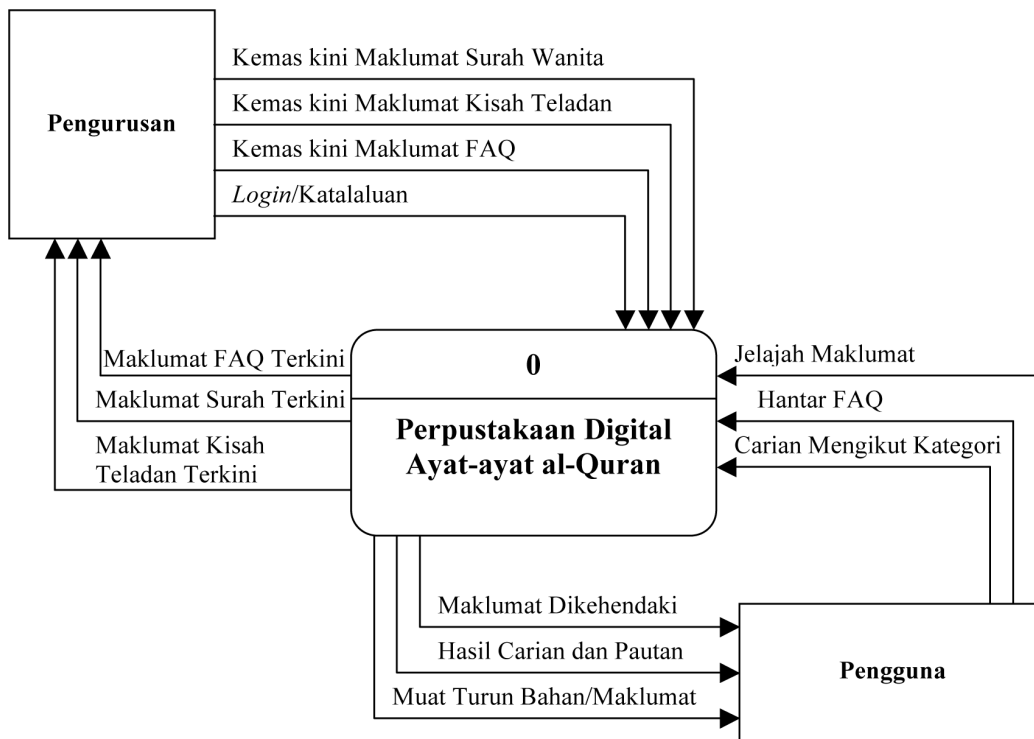 Kemas kini Maklumat Surah Wanita
Kemas kini Maklumat Kisah Teladan
Pengurusan
Kemas kini Maklumat FAQ
Login/Katalaluan
0
Maklumat FAQ Terkini
Jelajah Maklumat
Maklumat Surah Terkini
Hantar FAQ
Perpustakaan Digital
Ayat-ayat al-Quran
Maklumat Kisah
Teladan Terkini
Carian Mengikut Kategori
Maklumat Dikehendaki
Hasil Carian dan Pautan
Pengguna
Muat Turun Bahan/Maklumat